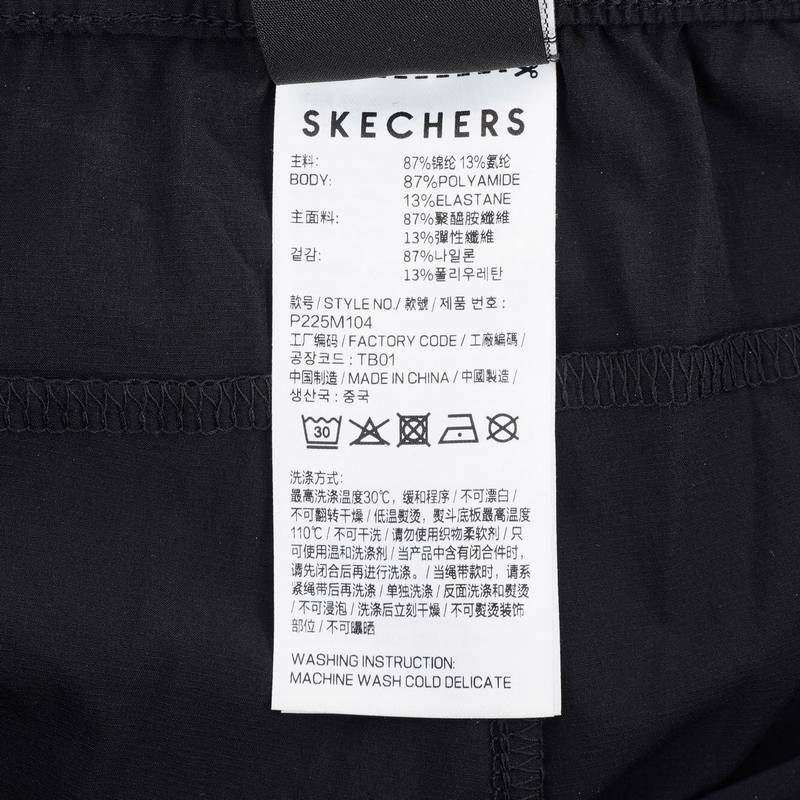 SKECHERS
主料: 87%锦纶 13%氨纶
BODY: 87%POLYAMIDE
13%ELASTANE
主面料: 87%聚醯胺纖維
13%彈性纖維
겉감: 87%나일론
13%폴리우레탄
款号 / STYLE NO./ 款號 / 제품 번호 :
P225M104
工厂编码 / FACTORY CODE / 工廠編碼 /
공장코드 : TB01
中国制造 / MADE IN CHINA / 中國製造 /
생산국 : 중국
30
洗涤方式:
最高洗涤温度30℃，缓和程序 / 不可漂白 /
不可翻转干燥 / 低温熨烫，熨斗底板最高温度
110℃ / 不可干洗 / 请勿使用织物柔软剂 / 只
可使用温和洗涤剂 / 当产品中含有闭合件时，
请先闭合后再进行洗涤。/ 当绳带款时，请系
紧绳带后再洗涤 / 单独洗涤 / 反面洗涤和熨烫
/ 不可浸泡 / 洗涤后立刻干燥 / 不可熨烫装饰
部位 / 不可曝晒
WASHING INSTRUCTION:
MACHINE WASH COLD DELICATE